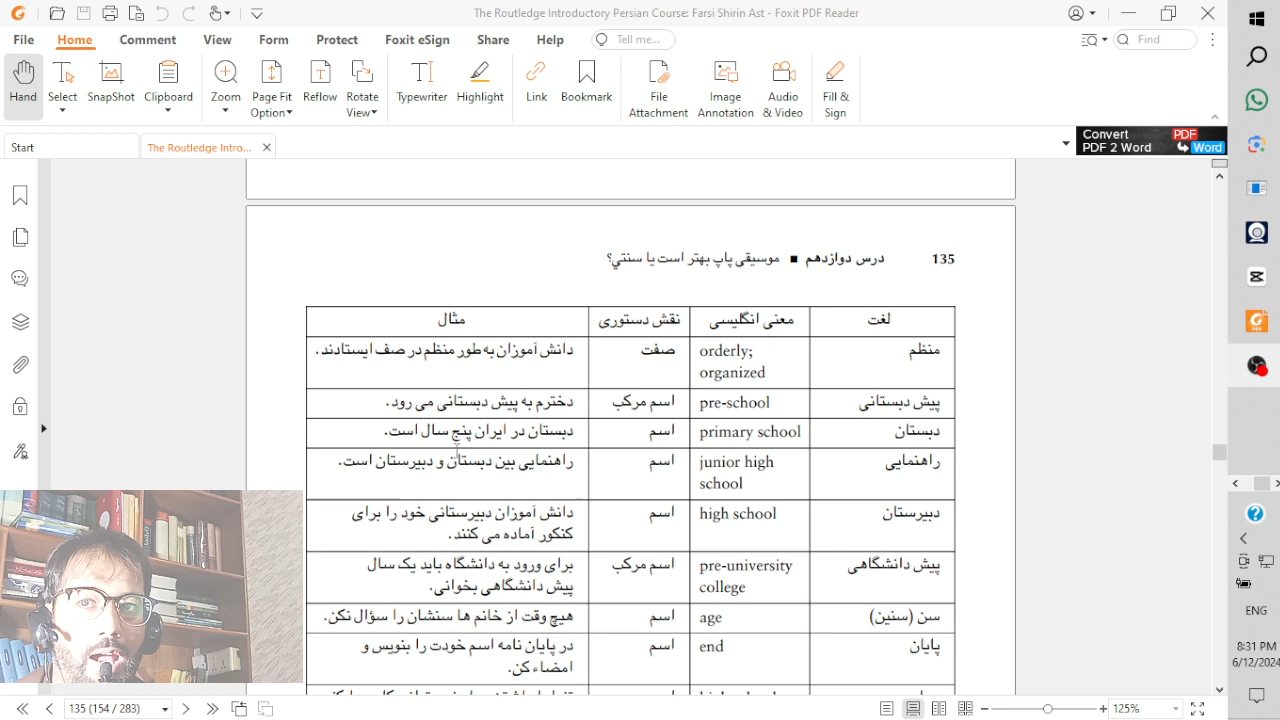 The Routledge Introductory Persian Course: Farsi Shirin Ast - Foxit PDF Reader
File Home Comment View Form Protect Foxit eSign Share Help Tell me... Find
Hand Select SnapShot Clipboard Zoom Page Fit Option Reflow Rotate View Typewriter Highlight Link Bookmark File Attachment Image Annotation Audio & Video Fill & Sign
Start The Routledge Intro... Convert PDF
PDF 2 Word Word
135 درس دوازدهم ■ موسیقی پاپ بهتر است یا سنتي؟
لغت معنی انگلیسی نقش دستوری مثال
منظم orderly; organized صفت دانش آموزان به طور منظم در صف ایستادند.
پیش دبستانی pre-school اسم مرکب دخترم به پیش دبستانی می رود.
دبستان primary school اسم دبستان در ایران پنج سال است.
راهنمایی junior high school اسم راهنمایی بین دبستان و دبیرستان است.
دبیرستان high school اسم دانش آموزان دبیرستانی خود را برای
کنکور آماده می کنند.
پیش دانشگاهی pre-university college اسم مرکب برای ورود به دانشگاه باید یک سال
پیش دانشگاهی بخوانی.
سن (سنین) age اسم هیچ وقت از خانم ها سنشان را سؤال نکن.
پایان end اسم در پایان نامه اسم خودت را بنویس و
امضاء کن.
ENG
8:31 PM
6/12/2024
135 (154 / 283) 125%